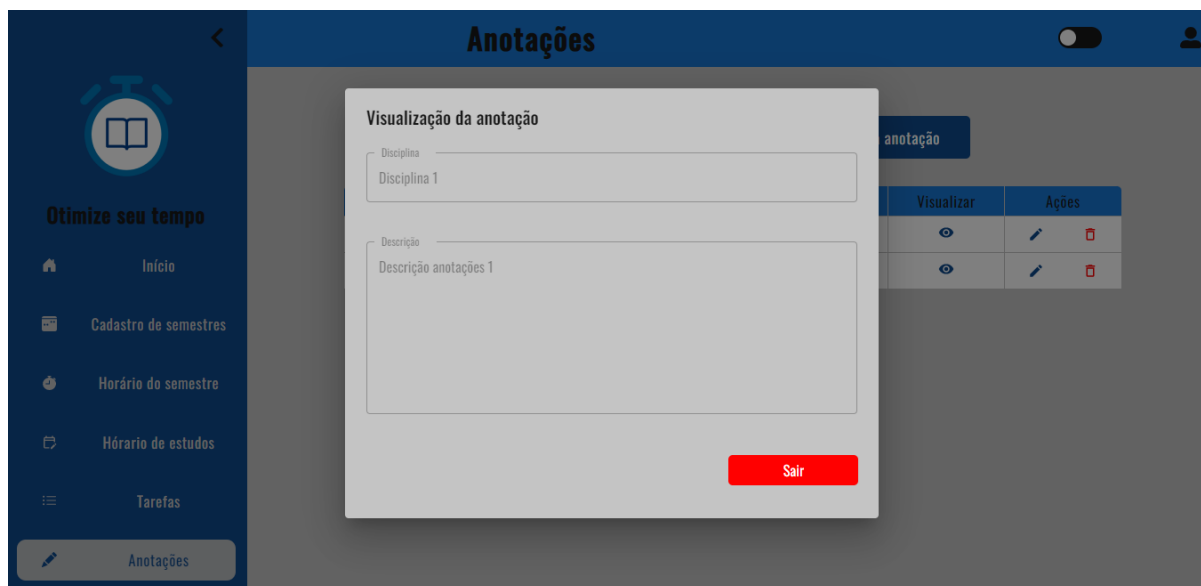 Anotações
Otimize seu tempo
Início
Cadastro de semestres
Horário do semestre
Hórario de estudos
Tarefas
Anotações
anotação
Visualizar
Ações
Visualização da anotação
Disciplina
Disciplina 1
Descrição
Descrição anotações 1
Sair